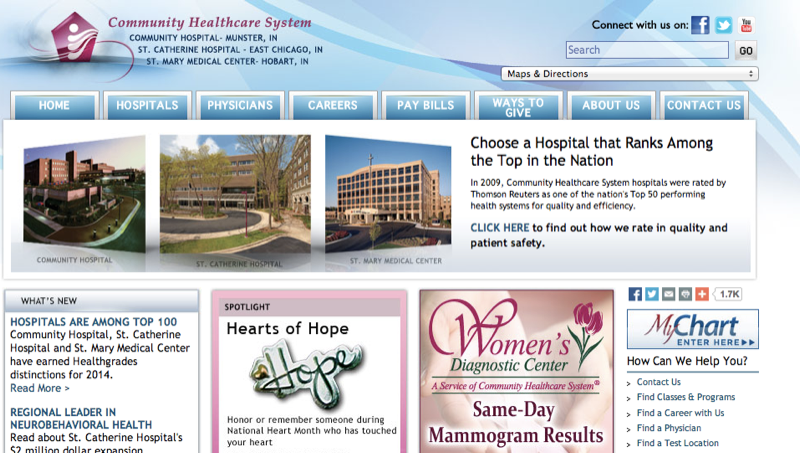 Community Healthcare System
COMMUNITY HOSPITAL- MUNSTER, IN
ST. CATHERINE HOSPITAL - EAST CHICAGO, IN
ST. MARY MEDICAL CENTER- HOBART, IN
Connect with us on:
You
Tube
Search
GO
Maps & Directions
HOME
HOSPITALS
PHYSICIANS
CAREERS
PAY BILLS
WAYS TO
GIVE
ABOUT US
CONTACT US
COMMUNITY HOSPITAL
ST. CATHERINE HOSPITAL
ST. MARY MEDICAL CENTER
Choose a Hospital that Ranks Among
the Top in the Nation
In 2009, Community Healthcare System hospitals were rated by
Thomson Reuters as one of the nation's Top 50 performing
health systems for quality and efficiency.
CLICK HERE to find out how we rate in quality and
patient safety.
WHAT'S NEW
HOSPITALS ARE AMONG TOP 100
Community Hospital, St. Catherine
Hospital and St. Mary Medical Center
have earned Healthgrades
distinctions for 2014.
Read More >
REGIONAL LEADER IN
NEUROBEHAVIORAL HEALTH
Read about St. Catherine Hospital's
$2 million dollar expansion
SPOTLIGHT
Hearts of Hope
Hope
Honor or remember someone during
National Heart Month who has touched
your heart
Women's
Diagnostic Center
A Service of Community Healthcare System®
Same-Day
Mammogram Results
1.7K
MyChart
ENTER HERE
How Can We Help You?
Contact Us
Find Classes & Programs
Find a Career with Us
Find a Physician
Find a Test Location